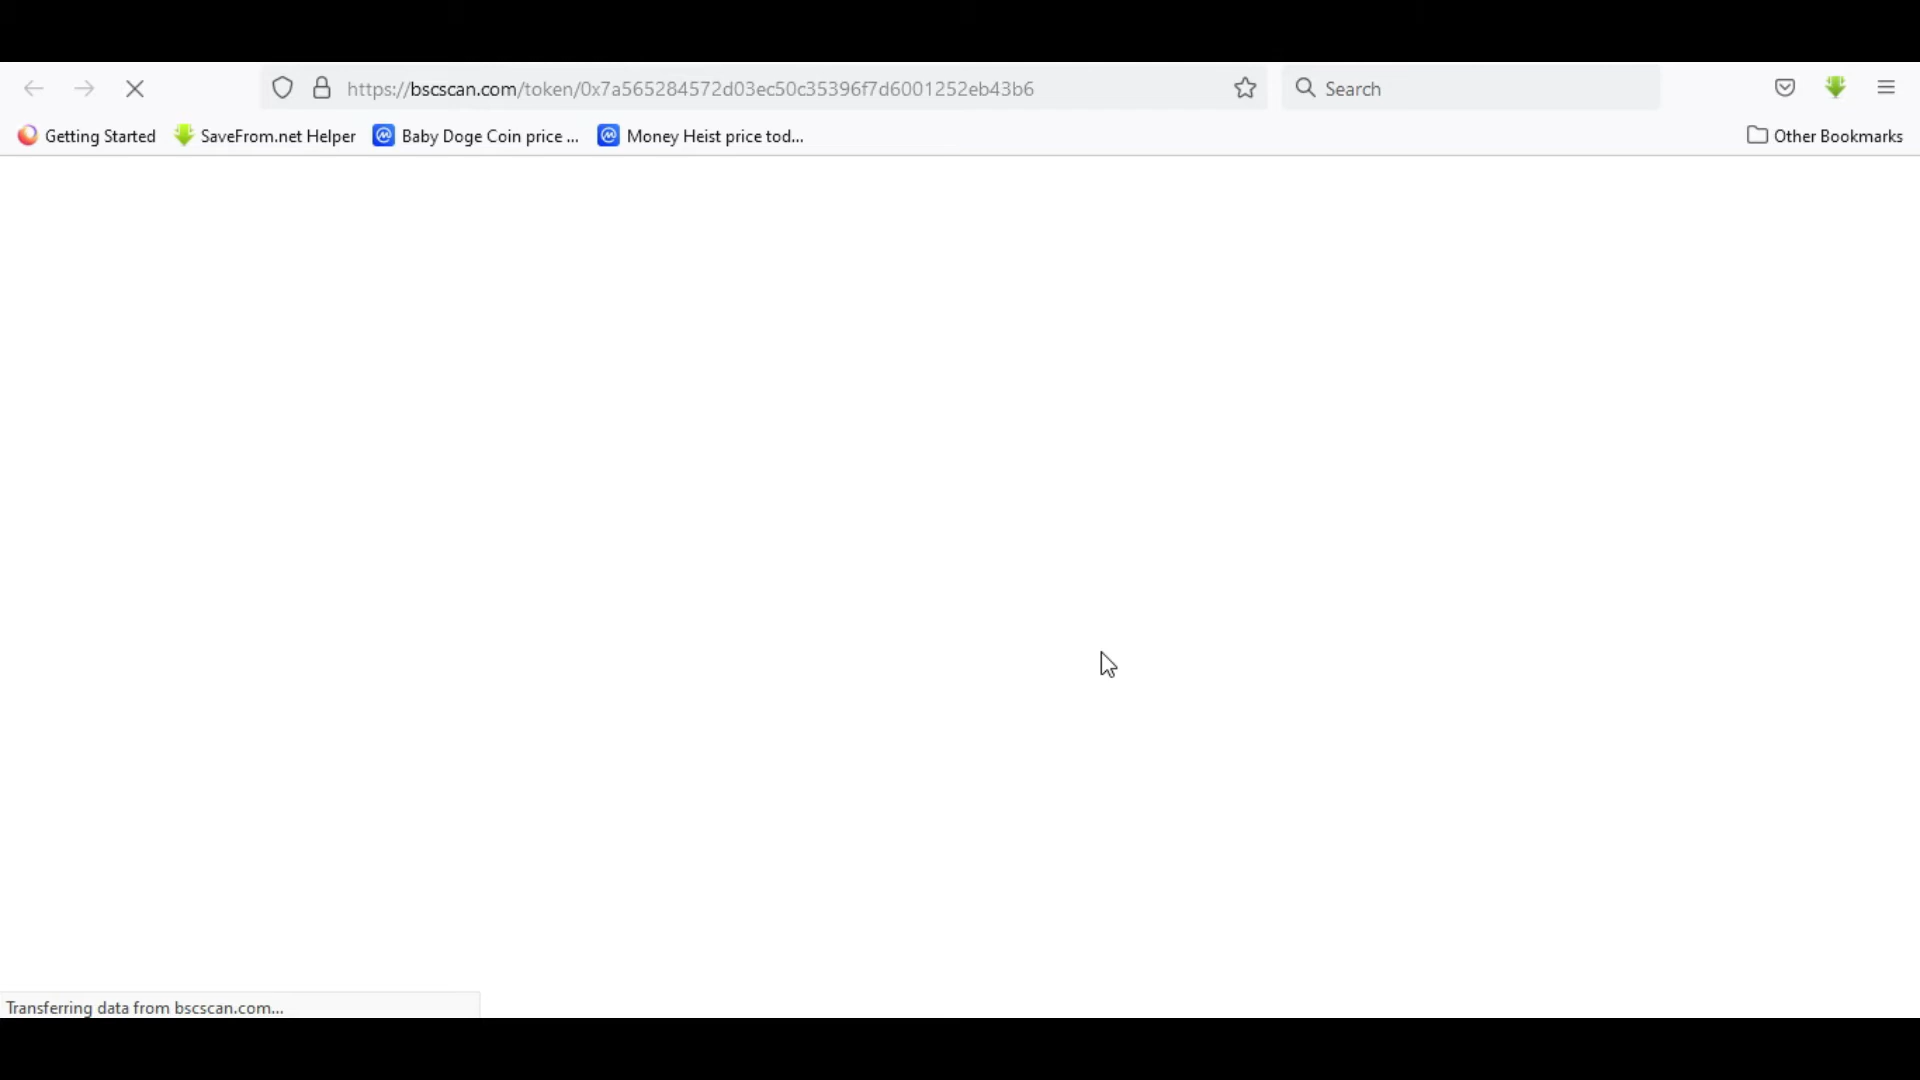 https://bscscan.com/token/0x7a565284572d03ec50c35396f7d6001252eb43b6
Search
Getting Started
SaveFrom.net Helper
Baby Doge Coin price ...
Money Heist price tod...
Other Bookmarks
Transferring data from bscscan.com...